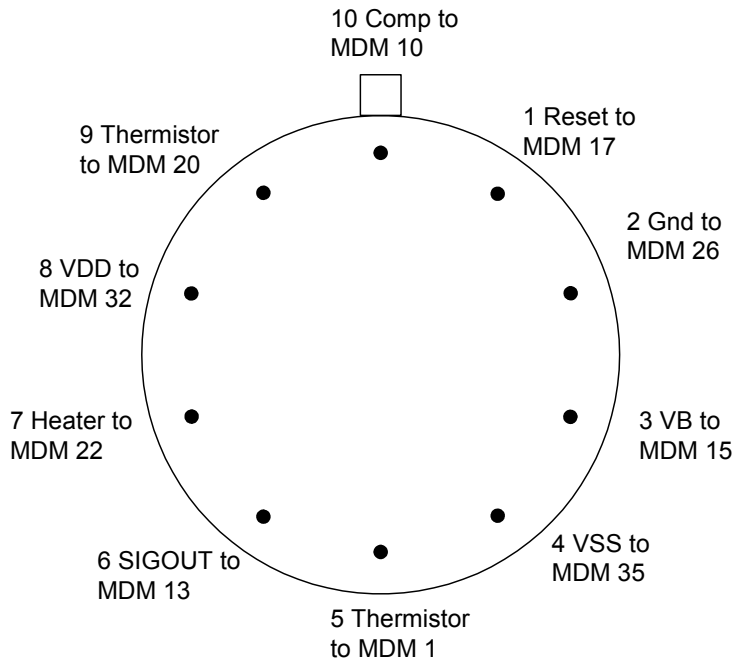 10 Comp to
MDM 10
1 Reset to
MDM 17
2 Gnd to
MDM 26
3 VB to
MDM 15
4 VSS to
MDM 35
5 Thermistor
to MDM 1
6 SIGOUT to
MDM 13
7 Heater to
MDM 22
8 VDD to
MDM 32
9 Thermistor
to MDM 20